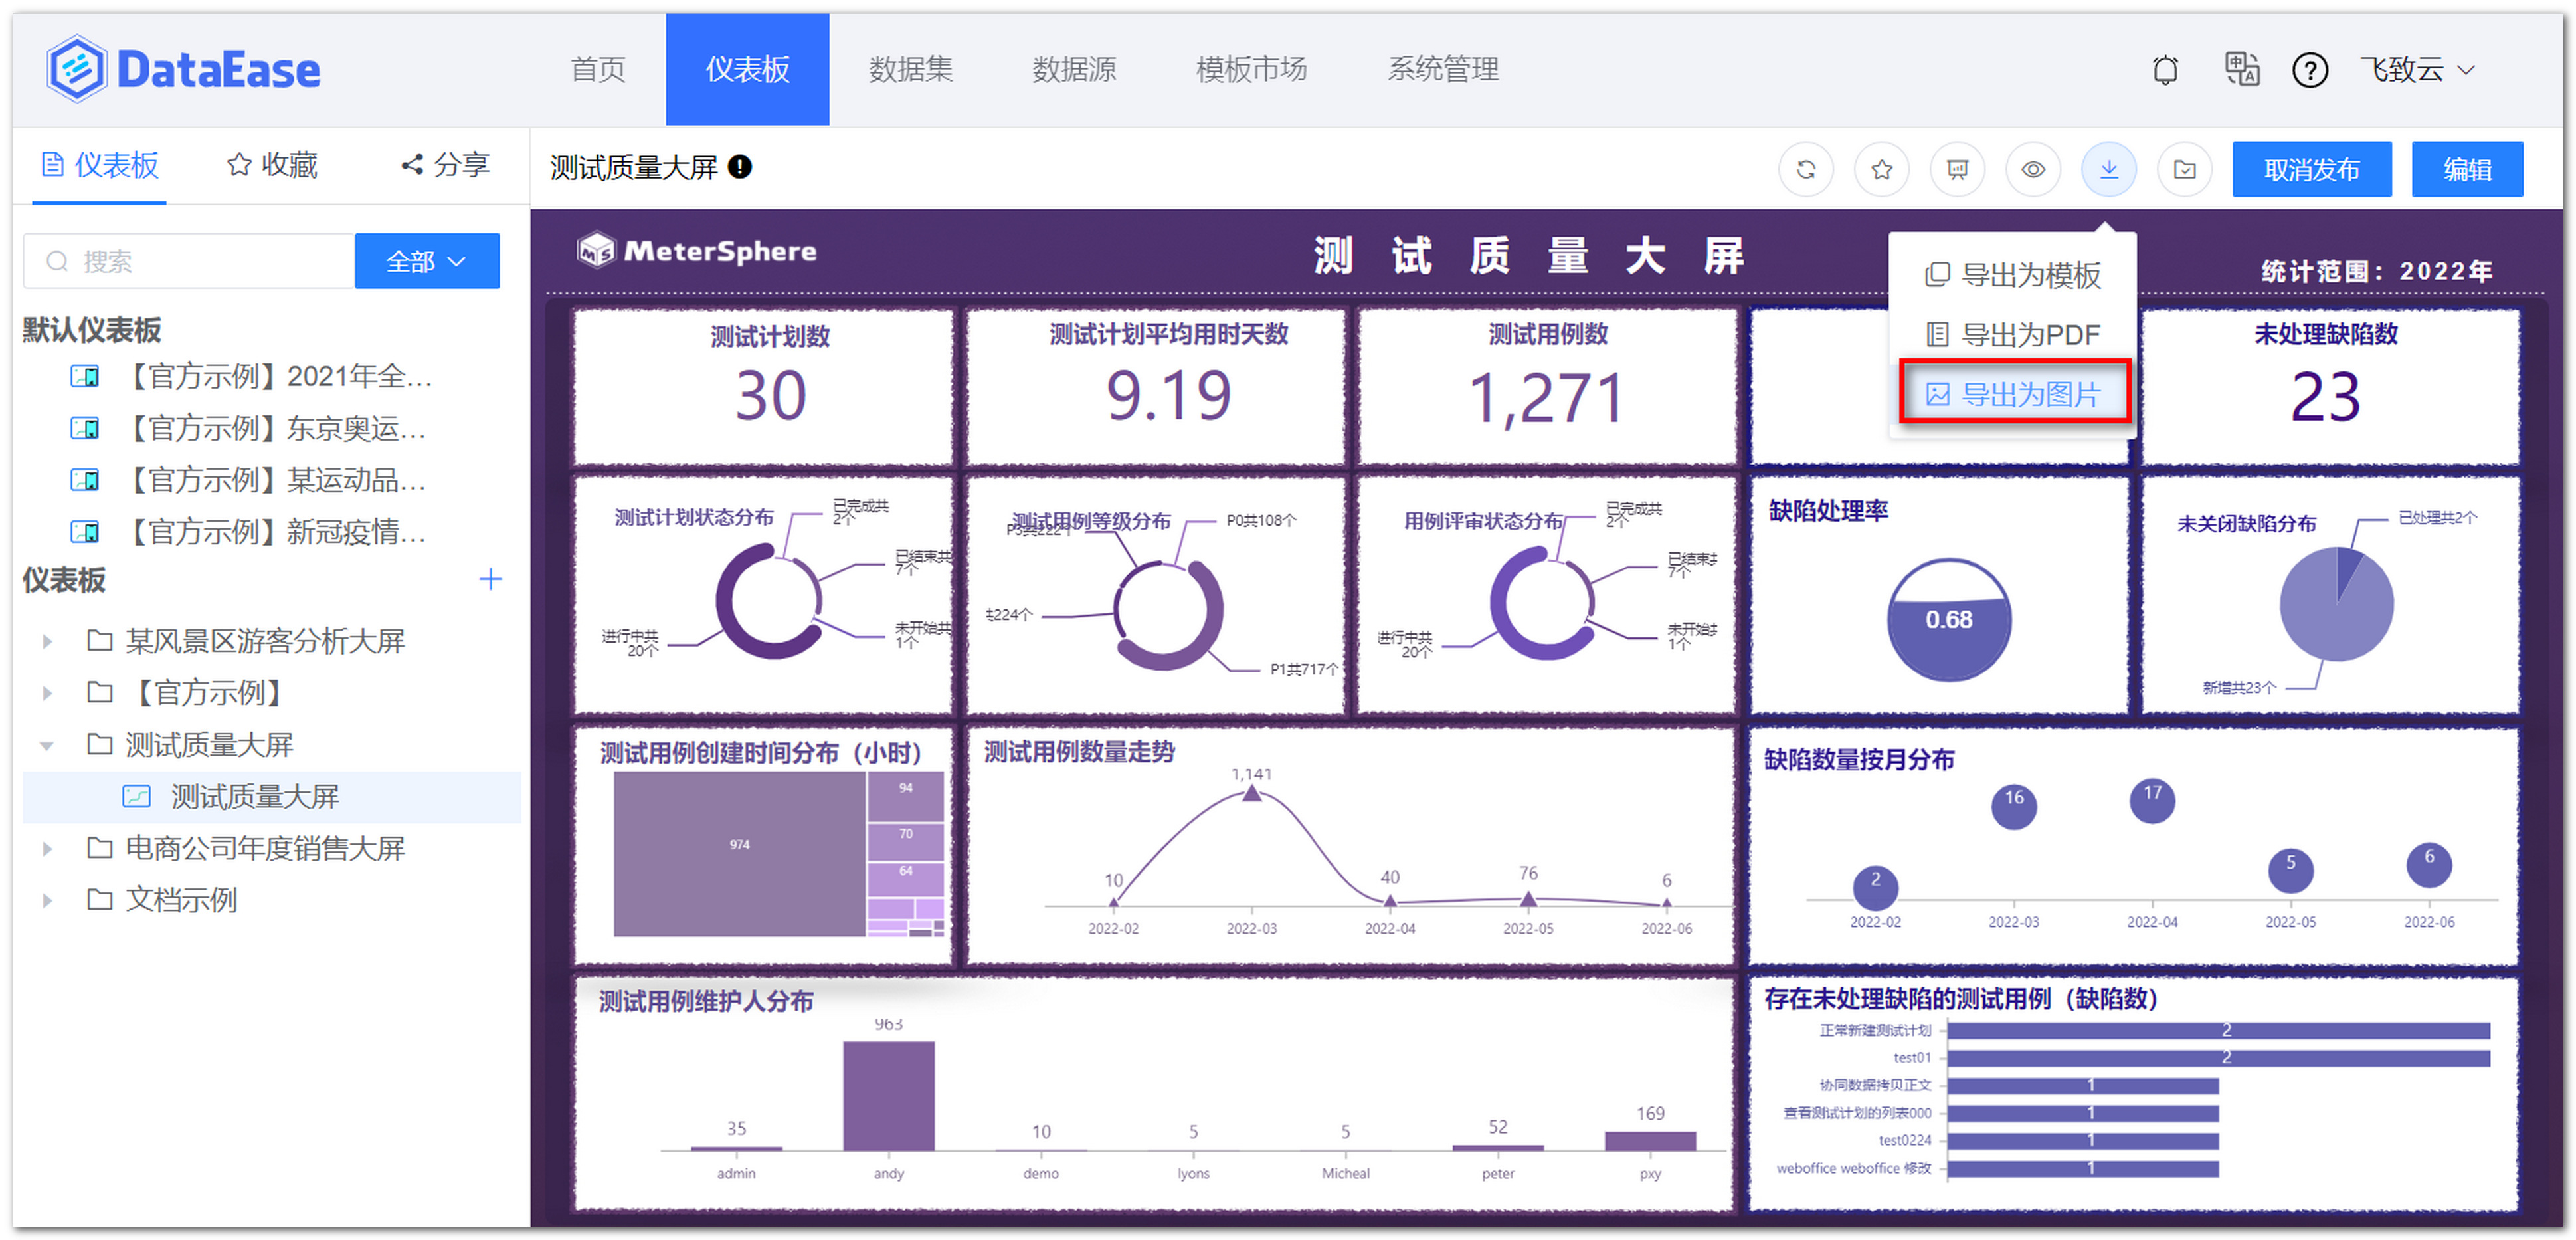 DataEase
首页
仪表板
数据集
数据源
模板市场
系统管理
飞致云
仪表板
收藏
分享
测试质量大屏
取消发布
编辑
搜索
全部
默认仪表板
【官方示例】2021年全...
【官方示例】东京奥运...
【官方示例】某运动品...
【官方示例】新冠疫情...
仪表板
某风景区游客分析大屏
【官方示例】
测试质量大屏
测试质量大屏
电商公司年度销售大屏
文档示例
MeterSphere
测试质量大屏
统计范围：2022年
导出为模板
导出为PDF
导出为图片
测试计划数
30
测试计划平均用时天数
9.19
测试用例数
1,271
未处理缺陷数
23
测试计划状态分布
已完成共
2个
已结束共
7个
未开始共
1个
进行中共
20个
测试用例等级分布
P0共108个
P3共222个
共224个
P1共717个
用例评审状态分布
已完成共
2个
已结束共
7个
未开始共
1个
进行中共
20个
缺陷处理率
0.68
未关闭缺陷分布
已处理共2个
新增共23个
测试用例创建时间分布（小时）
974
94
70
64
测试用例数量走势
10
1,141
40
76
6
2022-02
2022-03
2022-04
2022-05
2022-06
缺陷数量按月分布
2
16
17
5
6
2022-02
2022-03
2022-04
2022-05
2022-06
测试用例维护人分布
35
963
10
5
5
52
169
admin
andy
demo
lyons
Micheal
peter
pxy
存在未处理缺陷的测试用例（缺陷数）
正常新建测试计划
2
test01
2
协同数据拷贝正文
1
查看测试计划的列表000
1
test0224
1
weboffice weboffice 修改
1